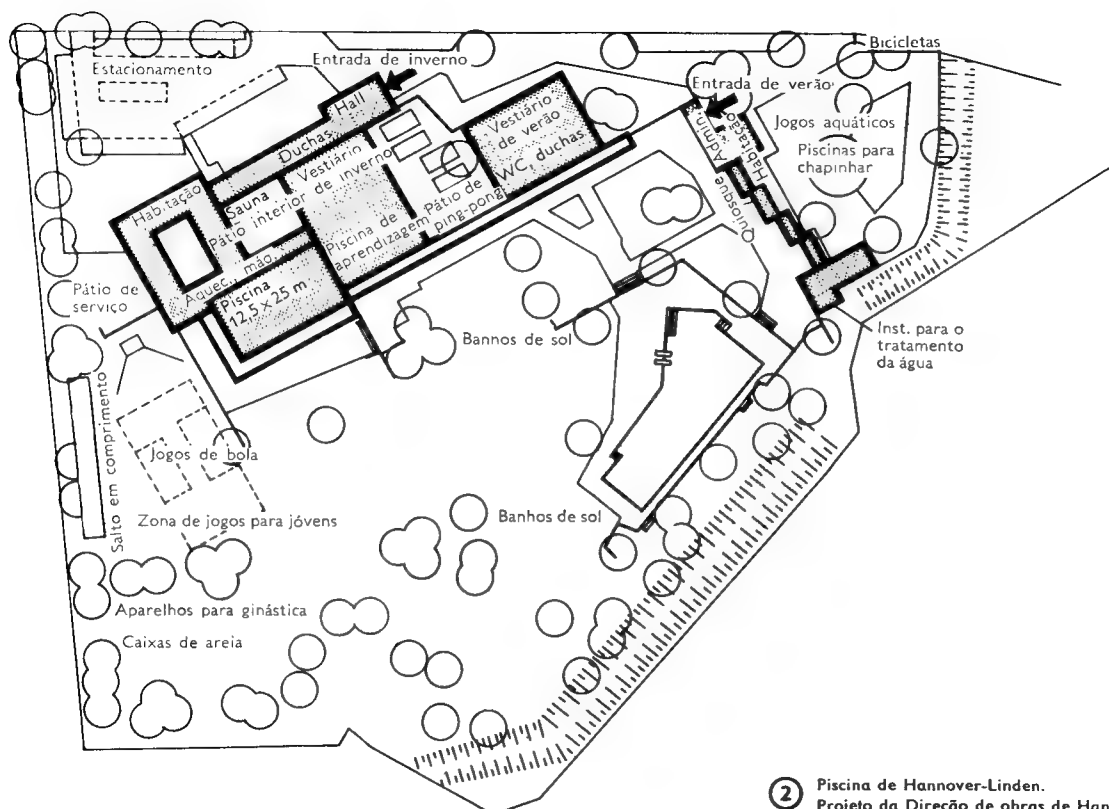 Estacionamento
Entrada de inverno
Bicicletas
Entrada de verão
Hall
Duchas
Vestiário
de verão
WC, duchas
Vestiário
de inverno
Admin.
Habitação
Quiosque
Jogos aquáticos
Piscinas para
chapinhar
Habitação
Sauna
Pátio interior
Pátio de
ping-pong
Piscina de
aprendizagem
Aquec.
mão
Piscina
12,5 × 25 m
Pátio de
serviço
Banhos de sol
Inst. para o
tratamento
da água
Salto em comprimento
Jogos de bola
Zona de jogos para jóvens
Banhos de sol
Aparelhos para ginástica
Caixas de areia
2 Piscina de Hannover-Linden.
Projeto da Direção de obras de Han